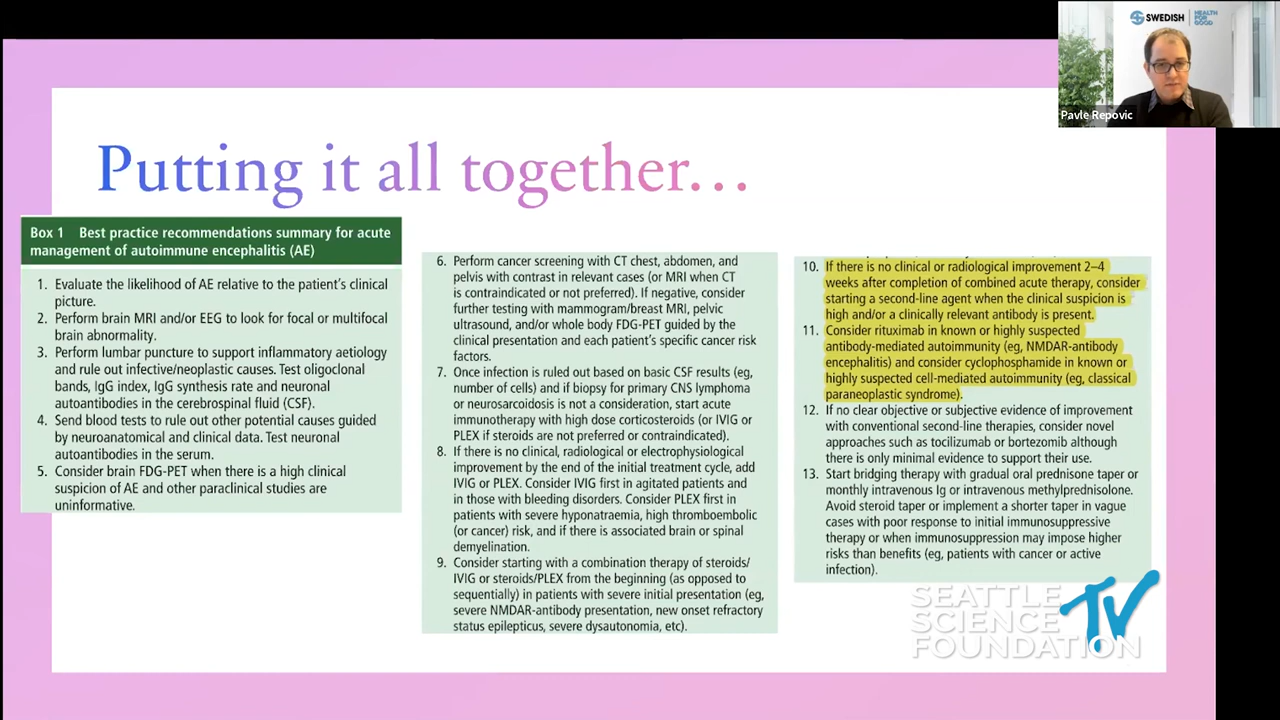 SWEDISH
HEALTH
FOR
GOOD
Pavle Repovic
Putting it all together…
Box 1 Best practice recommendations summary for acute
management of autoimmune encephalitis (AE)
1. Evaluate the likelihood of AE relative to the patient's clinical
picture.
2. Perform brain MRI and/or EEG to look for focal or multifocal
brain abnormality.
3. Perform lumbar puncture to support inflammatory aetiology
and rule out infective/neoplastic causes. Test oligoclonal
bands, IgG index, IgG synthesis rate and neuronal
autoantibodies in the cerebrospinal fluid (CSF).
4. Send blood tests to rule out other potential causes guided
by neuroanatomical and clinical data. Test neuronal
autoantibodies in the serum.
5. Consider brain FDG-PET when there is a high clinical
suspicion of AE and other paraclinical studies are
uninformative.
6. Perform cancer screening with CT chest, abdomen, and
pelvis with contrast in relevant cases (or MRI when CT
is contraindicated or not preferred). If negative, consider
further testing with mammogram/breast MRI, pelvic
ultrasound, and/or whole body FDG-PET guided by the
clinical presentation and each patient's specific cancer risk
factors.
7. Once infection is ruled out based on basic CSF results (eg,
number of cells) and if biopsy for primary CNS lymphoma
or neurosarcoidosis is not a consideration, start acute
immunotherapy with high dose corticosteroids (or IVIG or
PLEX if steroids are not preferred or contraindicated).
8. If there is no clinical, radiological or electrophysiological
improvement by the end of the initial treatment cycle, add
IVIG or PLEX. Consider IVIG first in agitated patients and
in those with bleeding disorders. Consider PLEX first in
patients with severe hyponatraemia, high thromboembolic
(or cancer) risk, and if there is associated brain or spinal
demyelination.
9. Consider starting with a combination therapy of steroids/
IVIG or steroids/PLEX from the beginning (as opposed to
sequentially) in patients with severe initial presentation (eg,
severe NMDAR-antibody presentation, new onset refractory
status epilepticus, severe dysautonomia, etc).
10. If there is no clinical or radiological improvement 2–4
weeks after completion of combined acute therapy, consider
starting a second-line agent when the clinical suspicion is
high and/or a clinically relevant antibody is present.
11. Consider rituximab in known or highly suspected
antibody-mediated autoimmunity (eg, NMDAR-antibody
encephalitis) and consider cyclophosphamide in known or
highly suspected cell-mediated autoimmunity (eg, classical
paraneoplastic syndrome).
12. If no clear objective or subjective evidence of improvement
with conventional second-line therapies, consider novel
approaches such as tocilizumab or bortezomib although
there is only minimal evidence to support their use.
13. Start bridging therapy with gradual oral prednisone taper or
monthly intravenous Ig or intravenous methylprednisolone.
Avoid steroid taper or implement a shorter taper in vague
cases with poor response to initial immunosuppressive
therapy or when immunosuppression may impose higher
risks than benefits (eg, patients with cancer or active
infection).
SEATTLE
SCIENCE
FOUNDATION
TV